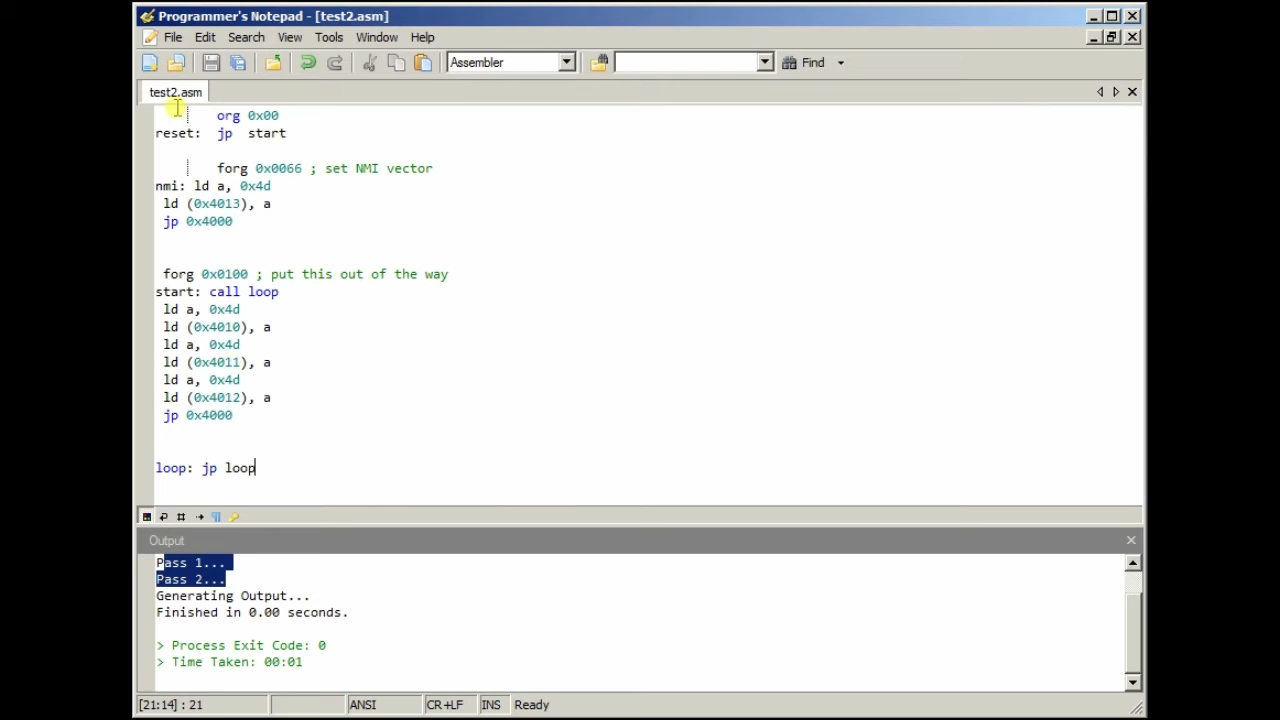 Programmer's Notepad - [test2.asm]
File Edit Search View Tools Window Help
Assembler Find
test2.asm
org 0x00
reset: jp start
forg 0x0066 ; set NMI vector
nmi: ld a, 0x4d
ld (0x4013), a
jp 0x4000
forg 0x0100 ; put this out of the way
start: call loop
ld a, 0x4d
ld (0x4010), a
ld a, 0x4d
ld (0x4011), a
ld a, 0x4d
ld (0x4012), a
jp 0x4000
loop: jp loop
Output
Pass 1...
Pass 2...
Generating Output...
Finished in 0.00 seconds.
> Process Exit Code: 0
> Time Taken: 00:01
[21:14] : 21 ANSI CR+LF INS Ready